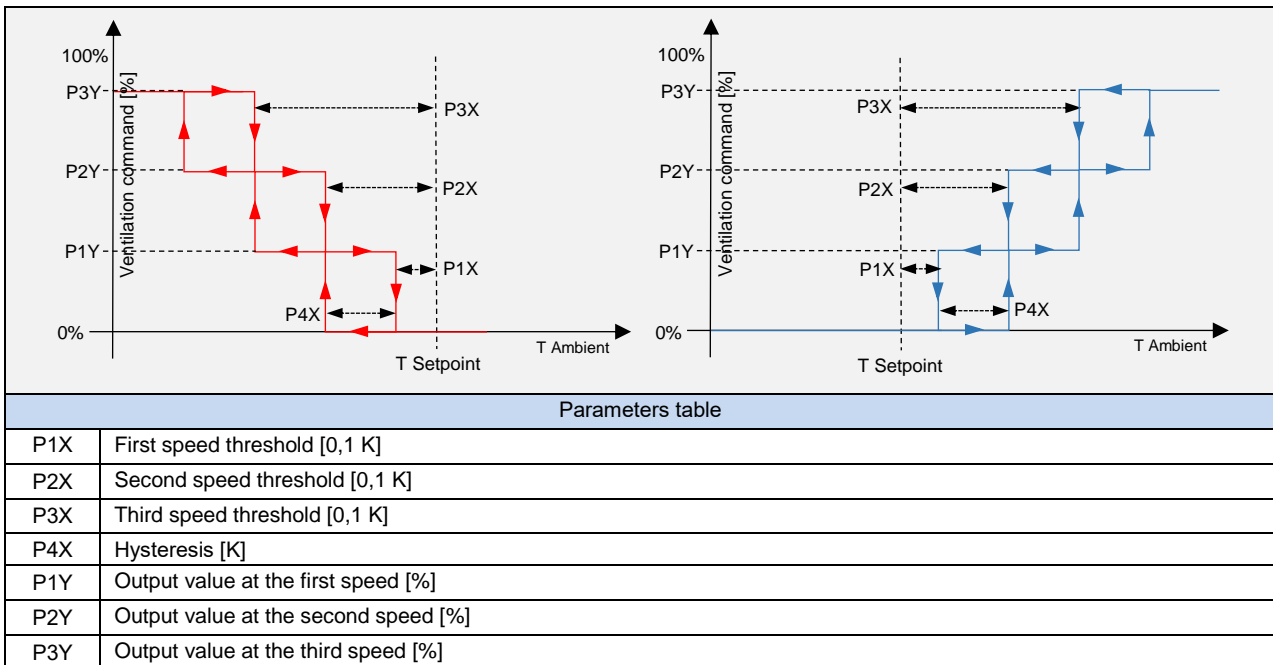 100%
P3Y
P2Y
P1Y
0%
Ventilation command [%]
P3X
P2X
P1X
P4X
T Ambient
T Setpoint
100%
P3Y
P2Y
P1Y
0%
Ventilation command [%]
P3X
P2X
P1X
P4X
T Ambient
T Setpoint
Parameters table
P1X First speed threshold [0,1 K]
P2X Second speed threshold [0,1 K]
P3X Third speed threshold [0,1 K]
P4X Hysteresis [K]
P1Y Output value at the first speed [%]
P2Y Output value at the second speed [%]
P3Y Output value at the third speed [%]